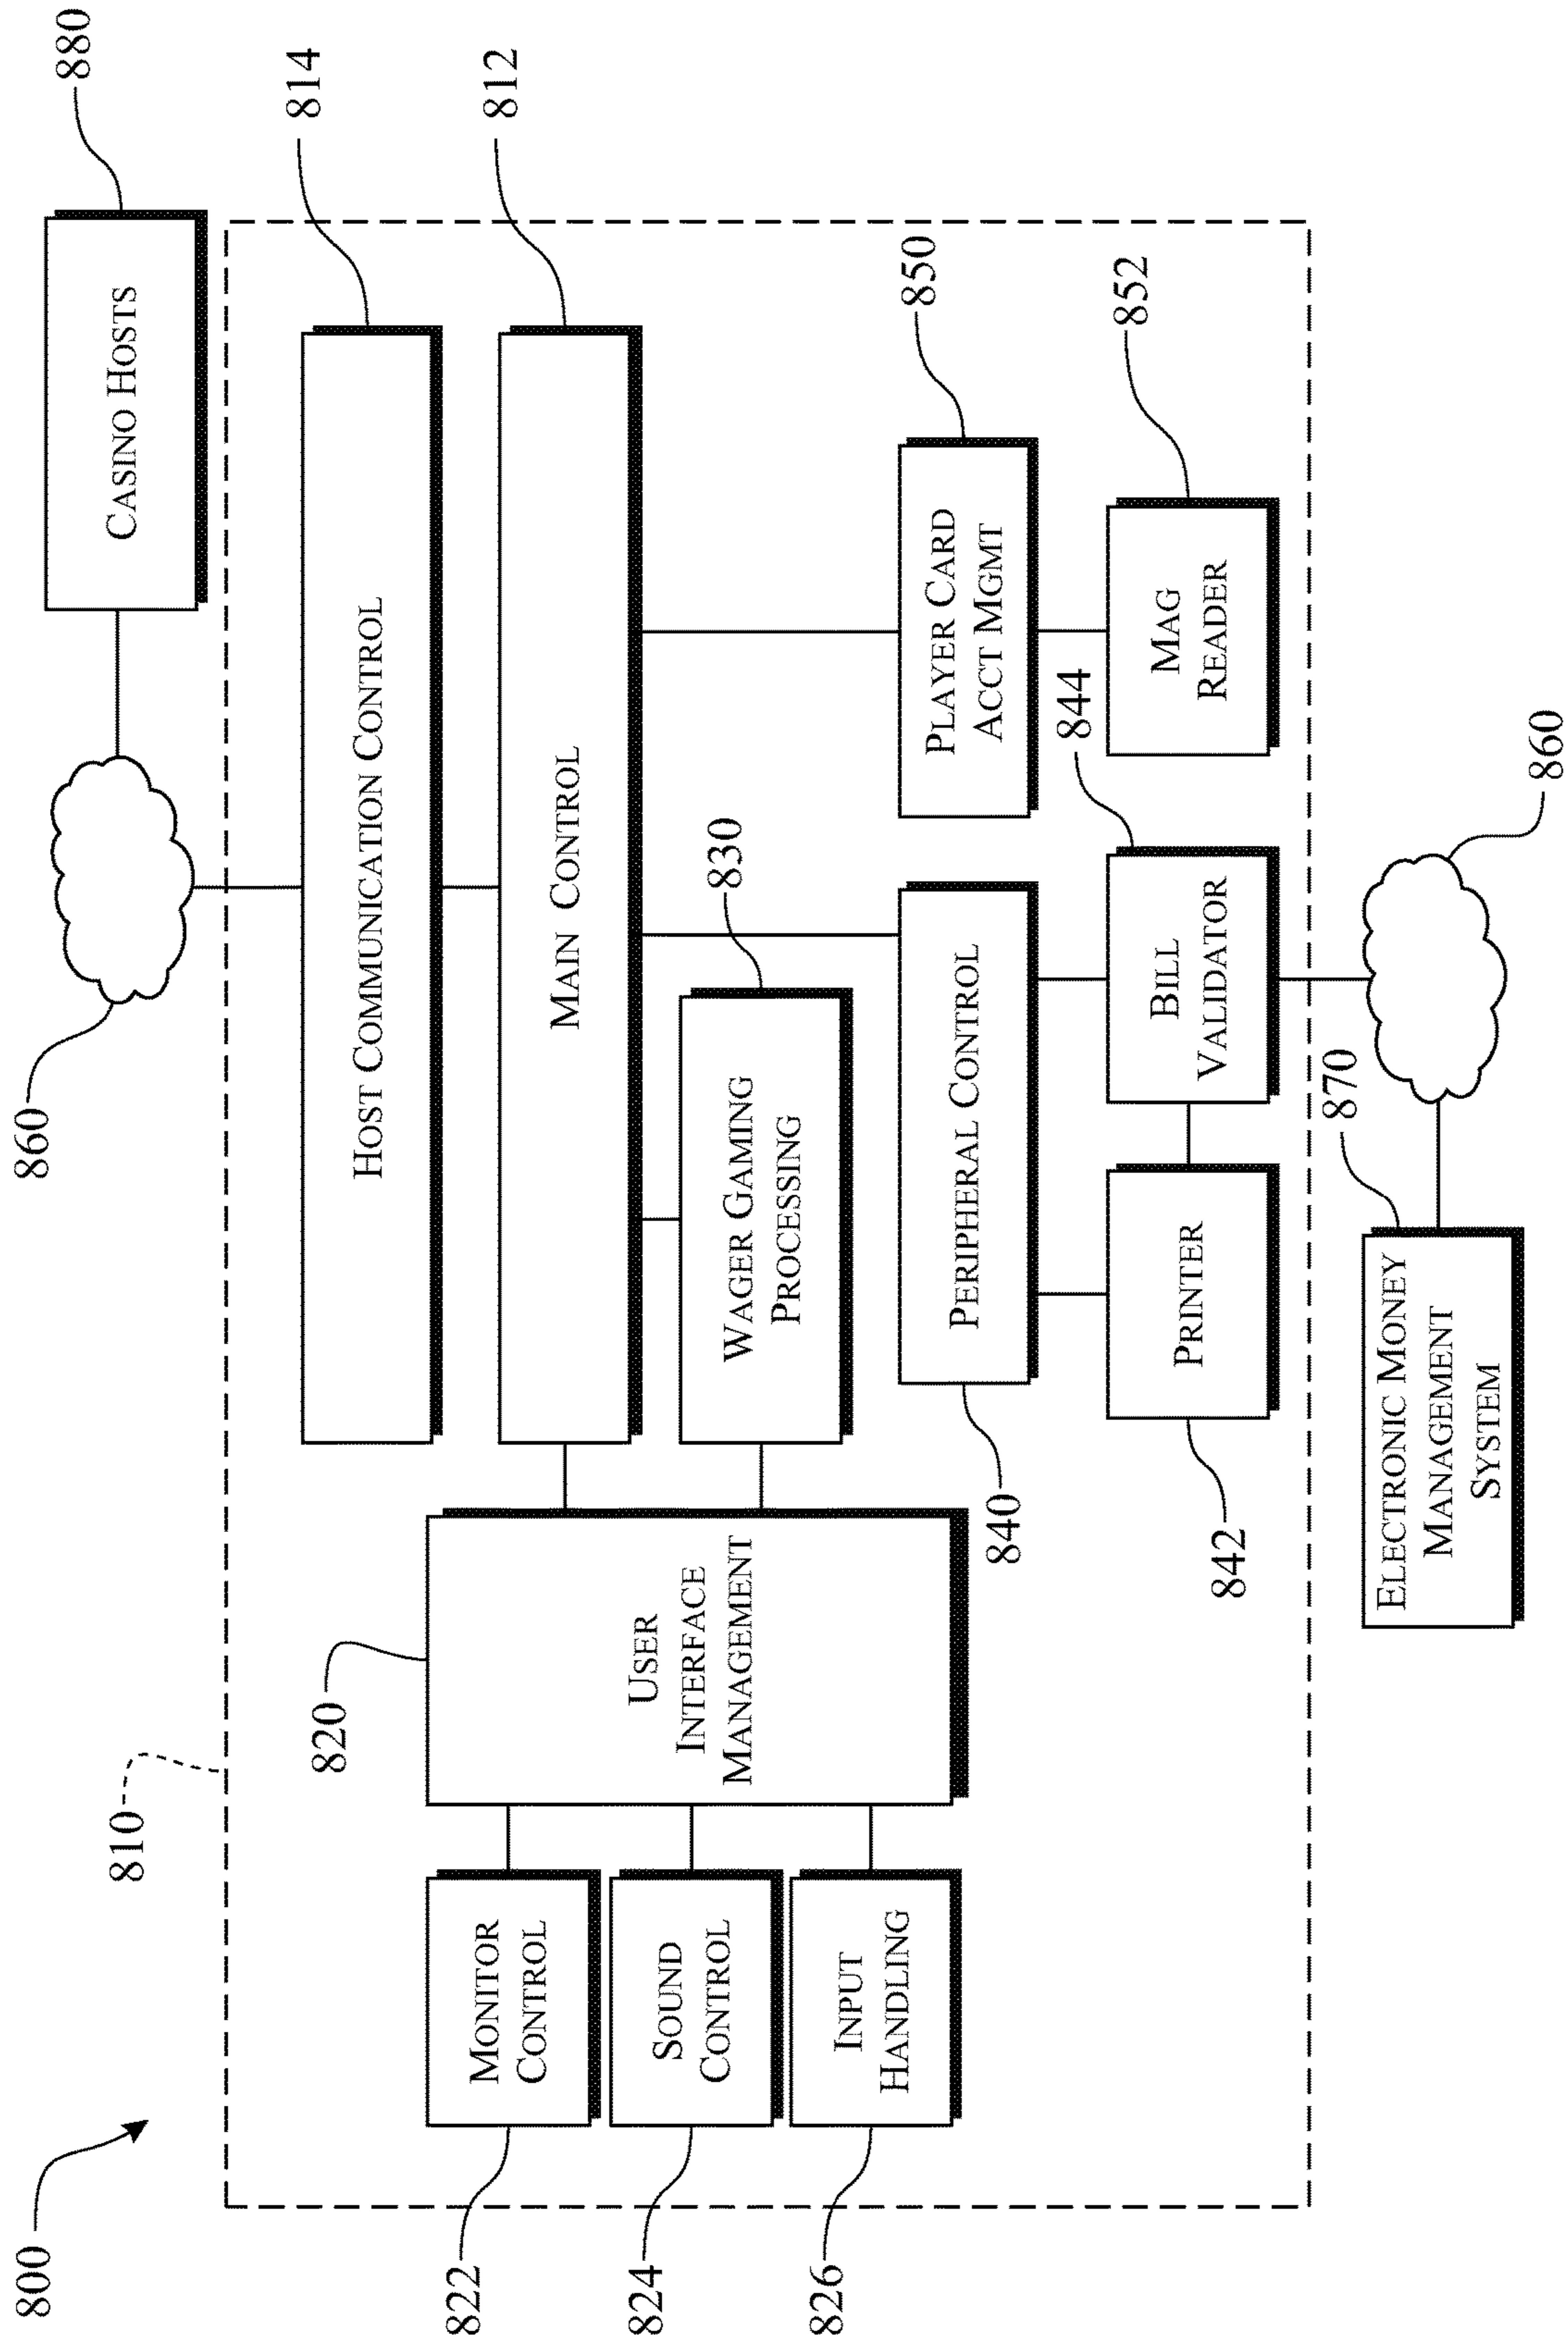 800
860
880
CASINO HOSTS
810
814
HOST COMMUNICATION CONTROL
812
MAIN CONTROL
820
USER
INTERFACE
MANAGEMENT
822
MONITOR
CONTROL
824
SOUND
CONTROL
826
INPUT
HANDLING
830
WAGER GAMING
PROCESSING
840
PERIPHERAL CONTROL
850
PLAYER CARD
ACCT MGMT
842
PRINTER
844
BILL
VALIDATOR
852
MAG
READER
870
ELECTRONIC MONEY
MANAGEMENT
SYSTEM
860